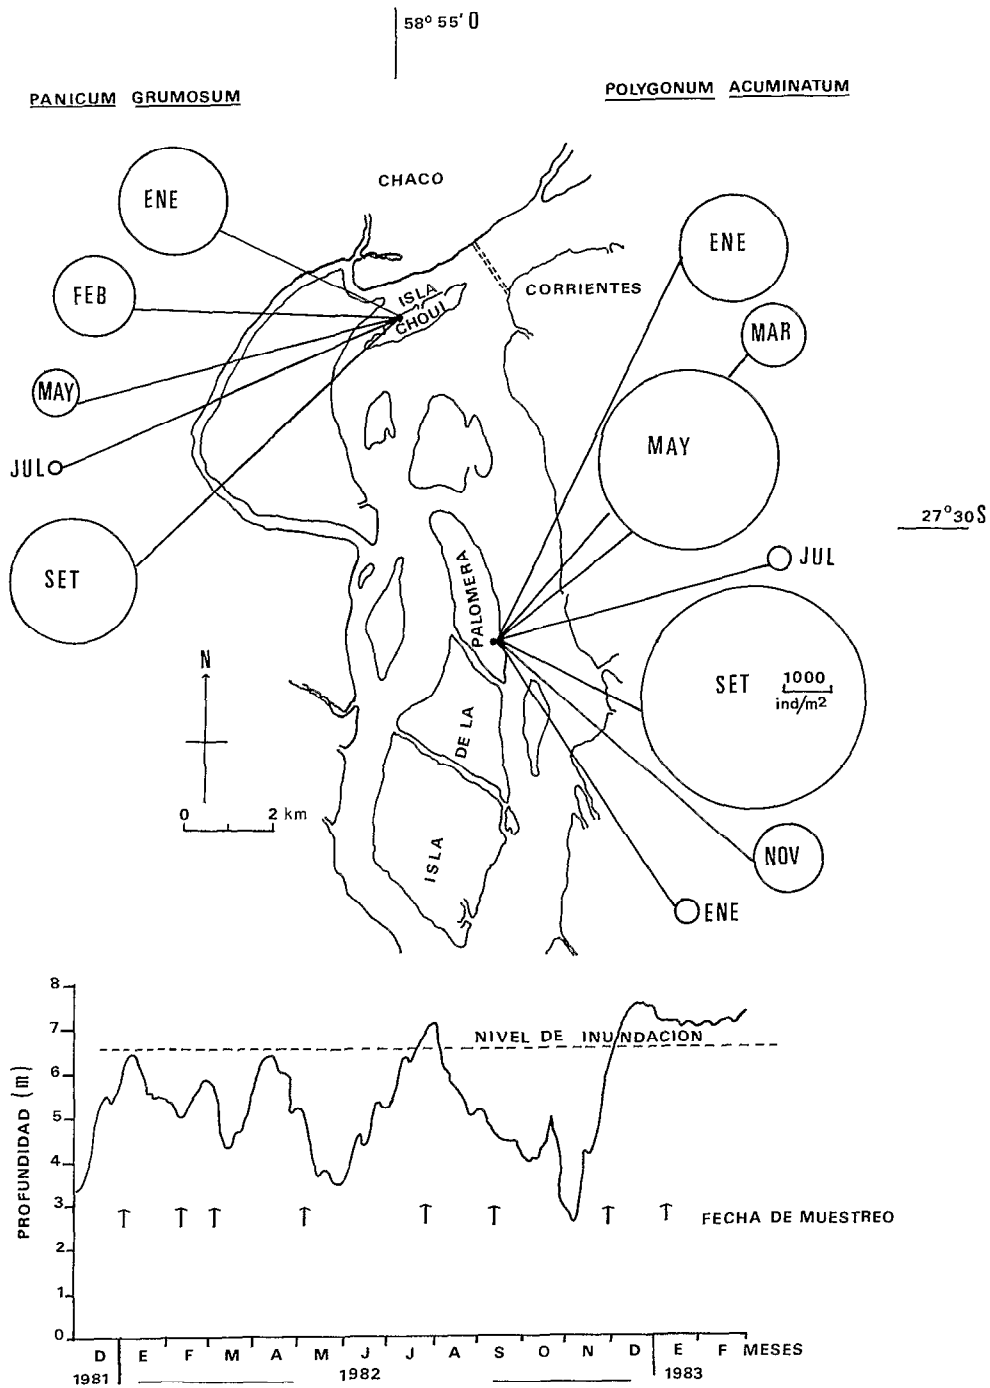 58° 55' O
PANICUM GRUMOSUM
POLYGONUM ACUMINATUM
CHACO
ENE
ENE
FEB
ISLA
CHOUI
CORRIENTES
MAR
MAY
MAY
JUL
27°30S
JUL
SET
PALOMERA
N
SET
1000
ind/m2
DE LA
0 2 km
ISLA
NOV
ENE
8
7
6
5
4
3
2
1
0
PROFUNDIDAD (m)
NIVEL DE INUNDACION
FECHA DE MUESTREO
D E F M A M J J A S O N D E F MESES
1981 1982 1983